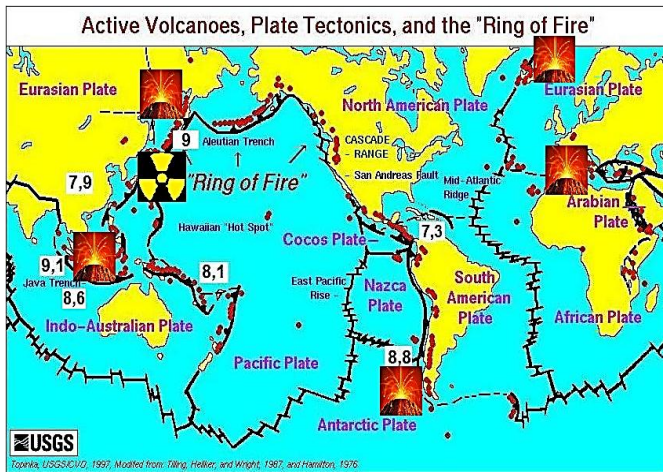 Active Volcanoes, Plate Tectonics, and the "Ring of Fire"
Eurasian Plate
North American Plate
Eurasian Plate
9
Aleutian Trench
CASCADE
RANGE
"Ring of Fire"
San Andreas Fault
Mid-Atlantic
Ridge
7,9
Arabian
Plate
Hawaiian "Hot Spot"
Cocos Plate
7,3
9,1
Java Trench
8,6
8,1
East Pacific
Rise
Nazca
Plate
South
American
Plate
African Plate
Indo-Australian Plate
Pacific Plate
8,8
Antarctic Plate
USGS
Topinka, USGS/CVO, 1997, Modified from: Tilling, Heliker, and Wright, 1987, and Hamilton, 1976